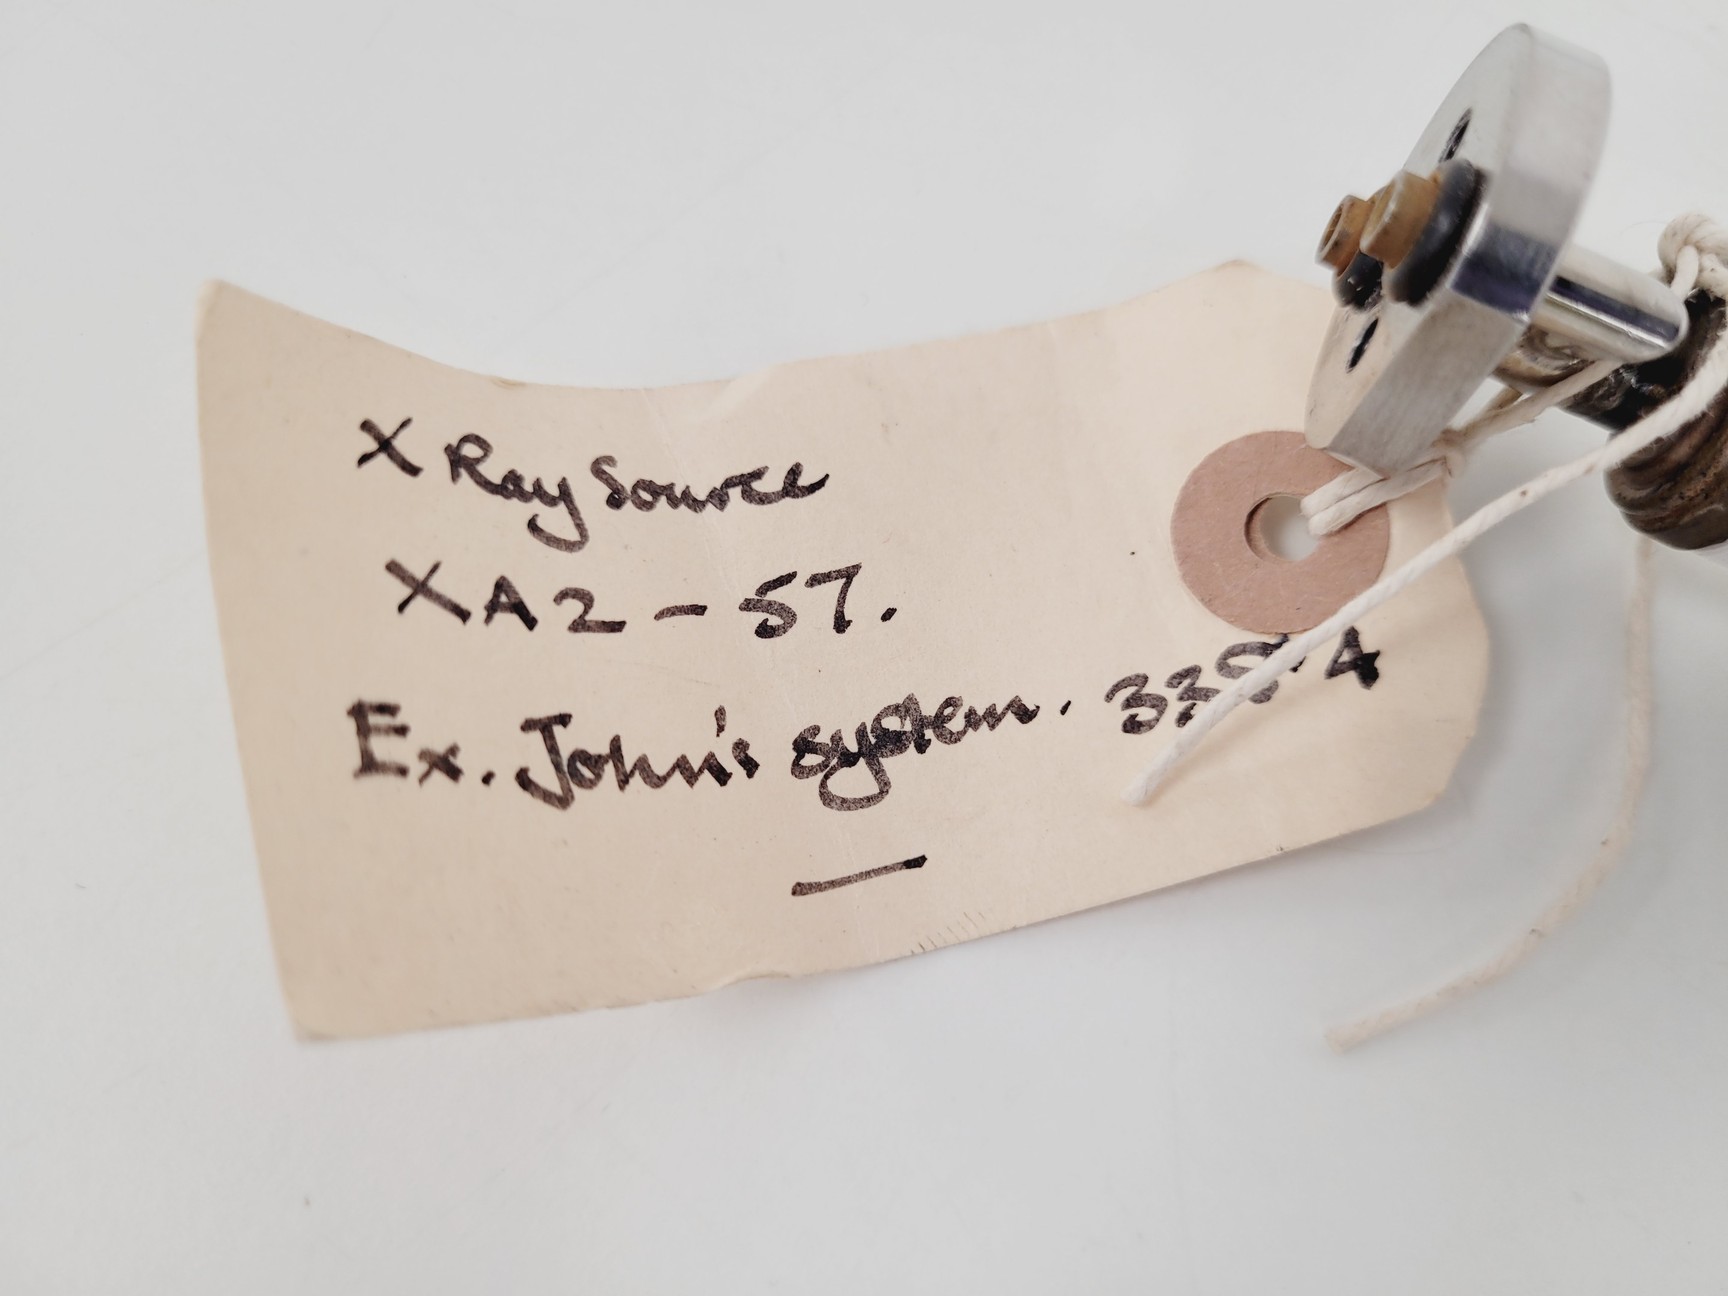 X Ray Source
XA2 - 57.
Ex. John's system.